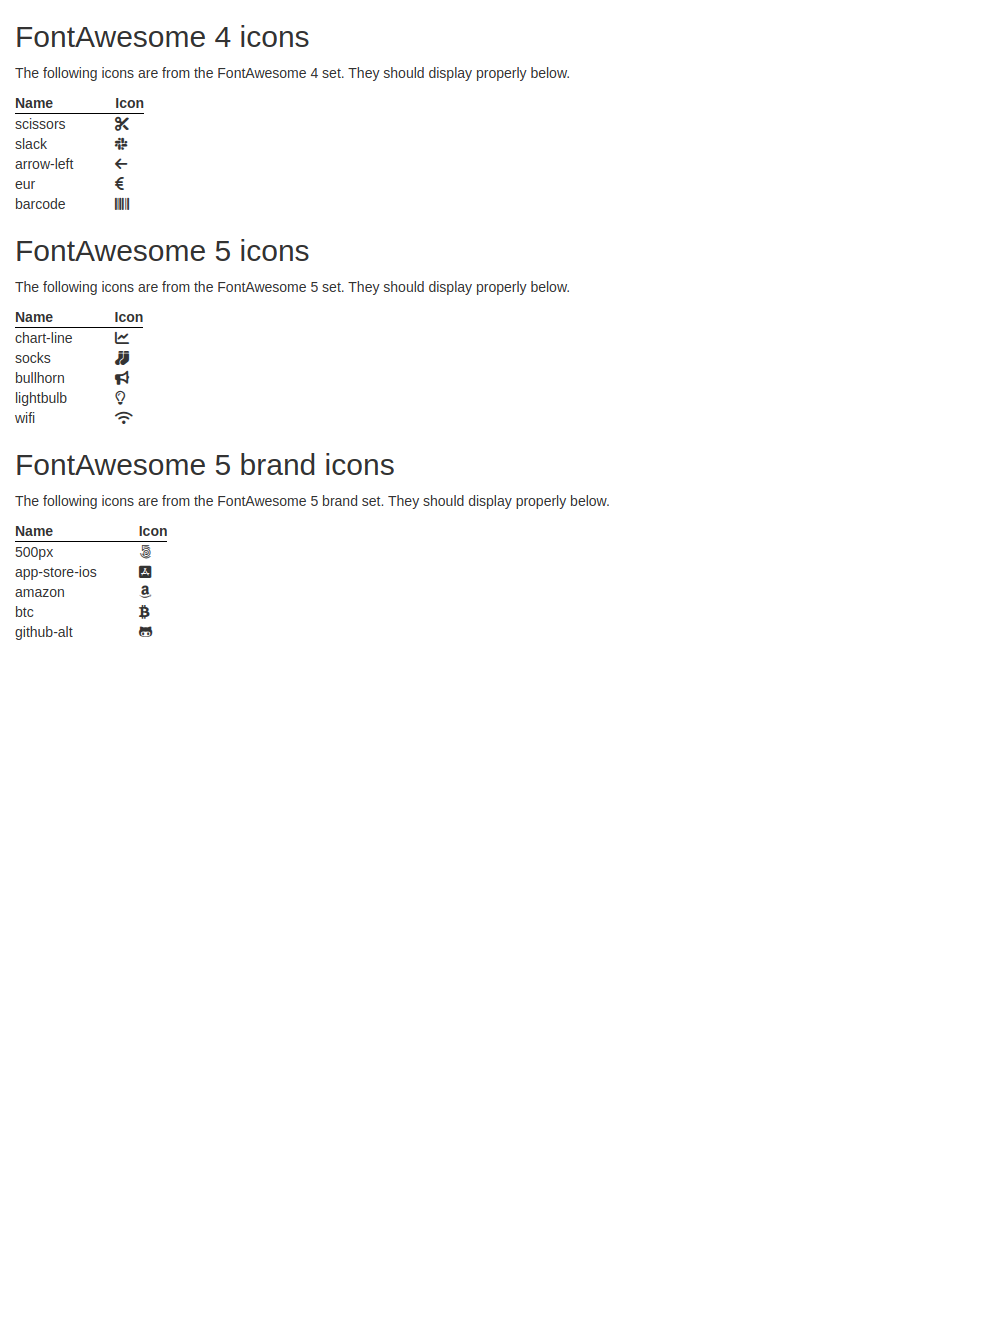 FontAwesome 4 icons
The following icons are from the FontAwesome 4 set. They should display properly below.
Name Icon
scissors
slack
arrow-left
eur
barcode
FontAwesome 5 icons
The following icons are from the FontAwesome 5 set. They should display properly below.
Name Icon
chart-line
socks
bullhorn
lightbulb
wifi
FontAwesome 5 brand icons
The following icons are from the FontAwesome 5 brand set. They should display properly below.
Name Icon
500px
app-store-ios
amazon
btc
github-alt